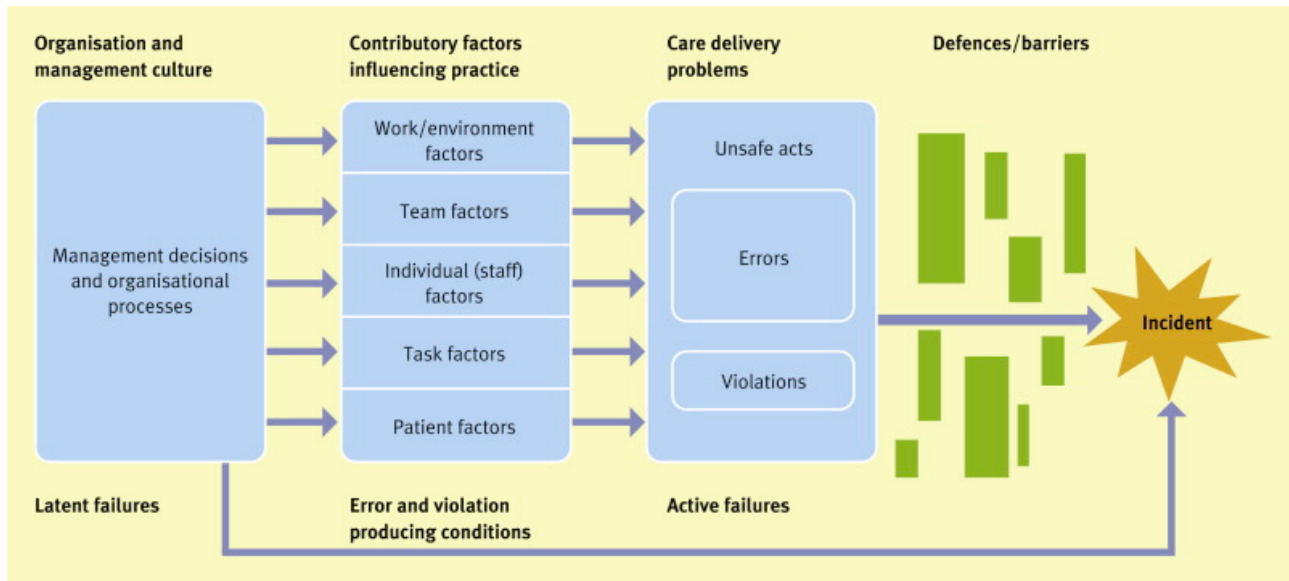 Organisation and
management culture
Contributory factors
influencing practice
Care delivery
problems
Defences/barriers
Management decisions
and organisational
processes
Work/environment
factors
Team factors
Individual (staff)
factors
Task factors
Patient factors
Unsafe acts
Errors
Violations
Incident
Latent failures
Error and violation
producing conditions
Active failures